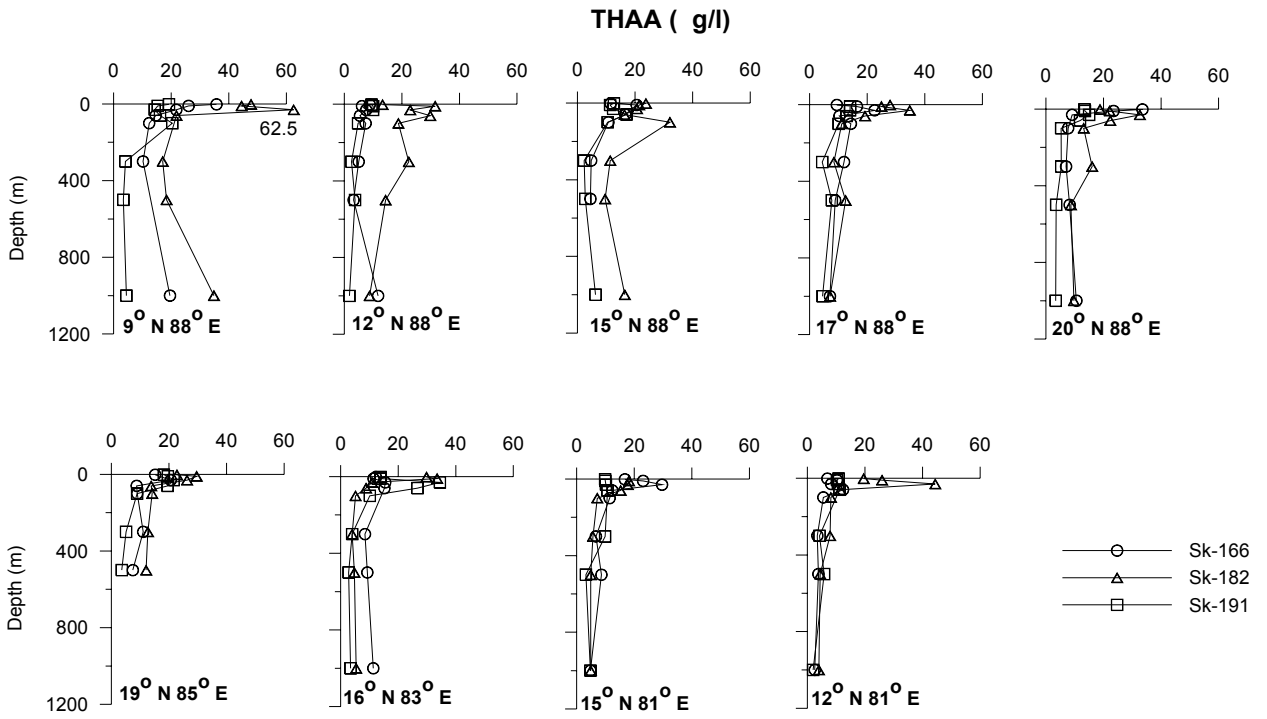 THAA ( g/l)
0 20 40 60
0 20 40 60
0 20 40 60
0 20 40 60
0 20 40 60
0
400
800
1200
Depth (m)
62.5
9° N 88° E
12° N 88° E
15° N 88° E
17° N 88° E
20° N 88° E
0 20 40 60
0 20 40 60
0 20 40 60
0 20 40 60
0
400
800
1200
Depth (m)
19° N 85° E
16° N 83° E
15° N 81° E
12° N 81° E
Sk-166
Sk-182
Sk-191